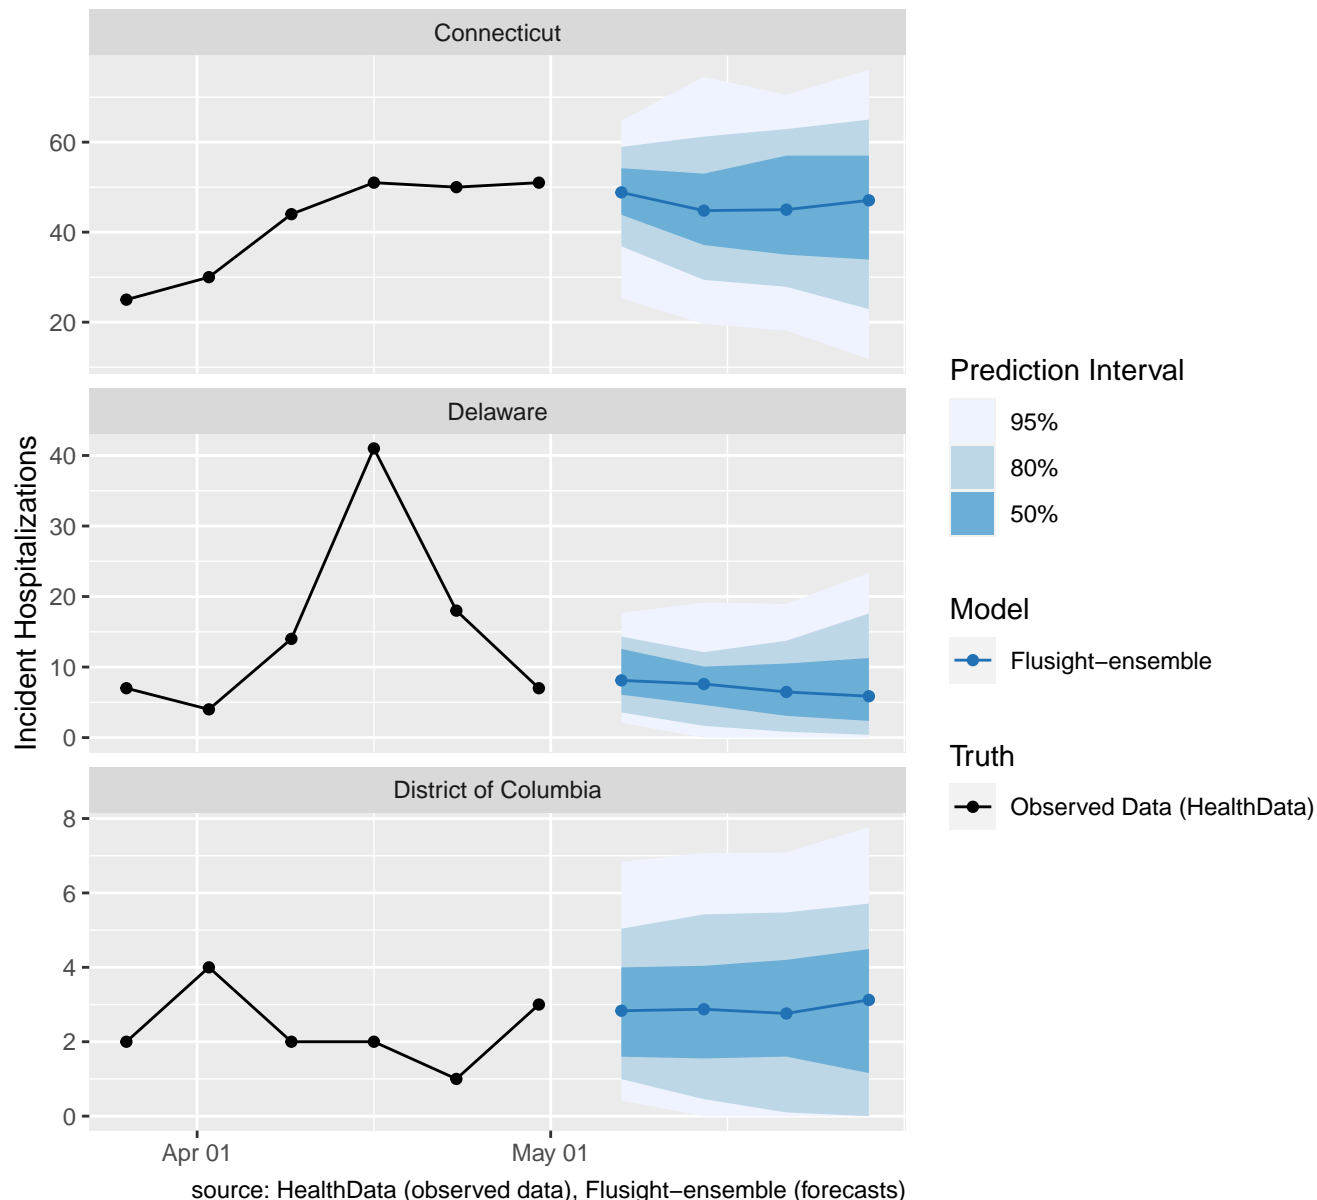 Connecticut
60
40
20
Delaware
40
30
20
10
0
District of Columbia
8
6
4
2
0
Apr 01
May 01
Incident Hospitalizations
source: HealthData (observed data), Flusight−ensemble (forecasts)
Prediction Interval
95%
80%
50%
Model
Flusight−ensemble
Truth
Observed Data (HealthData)